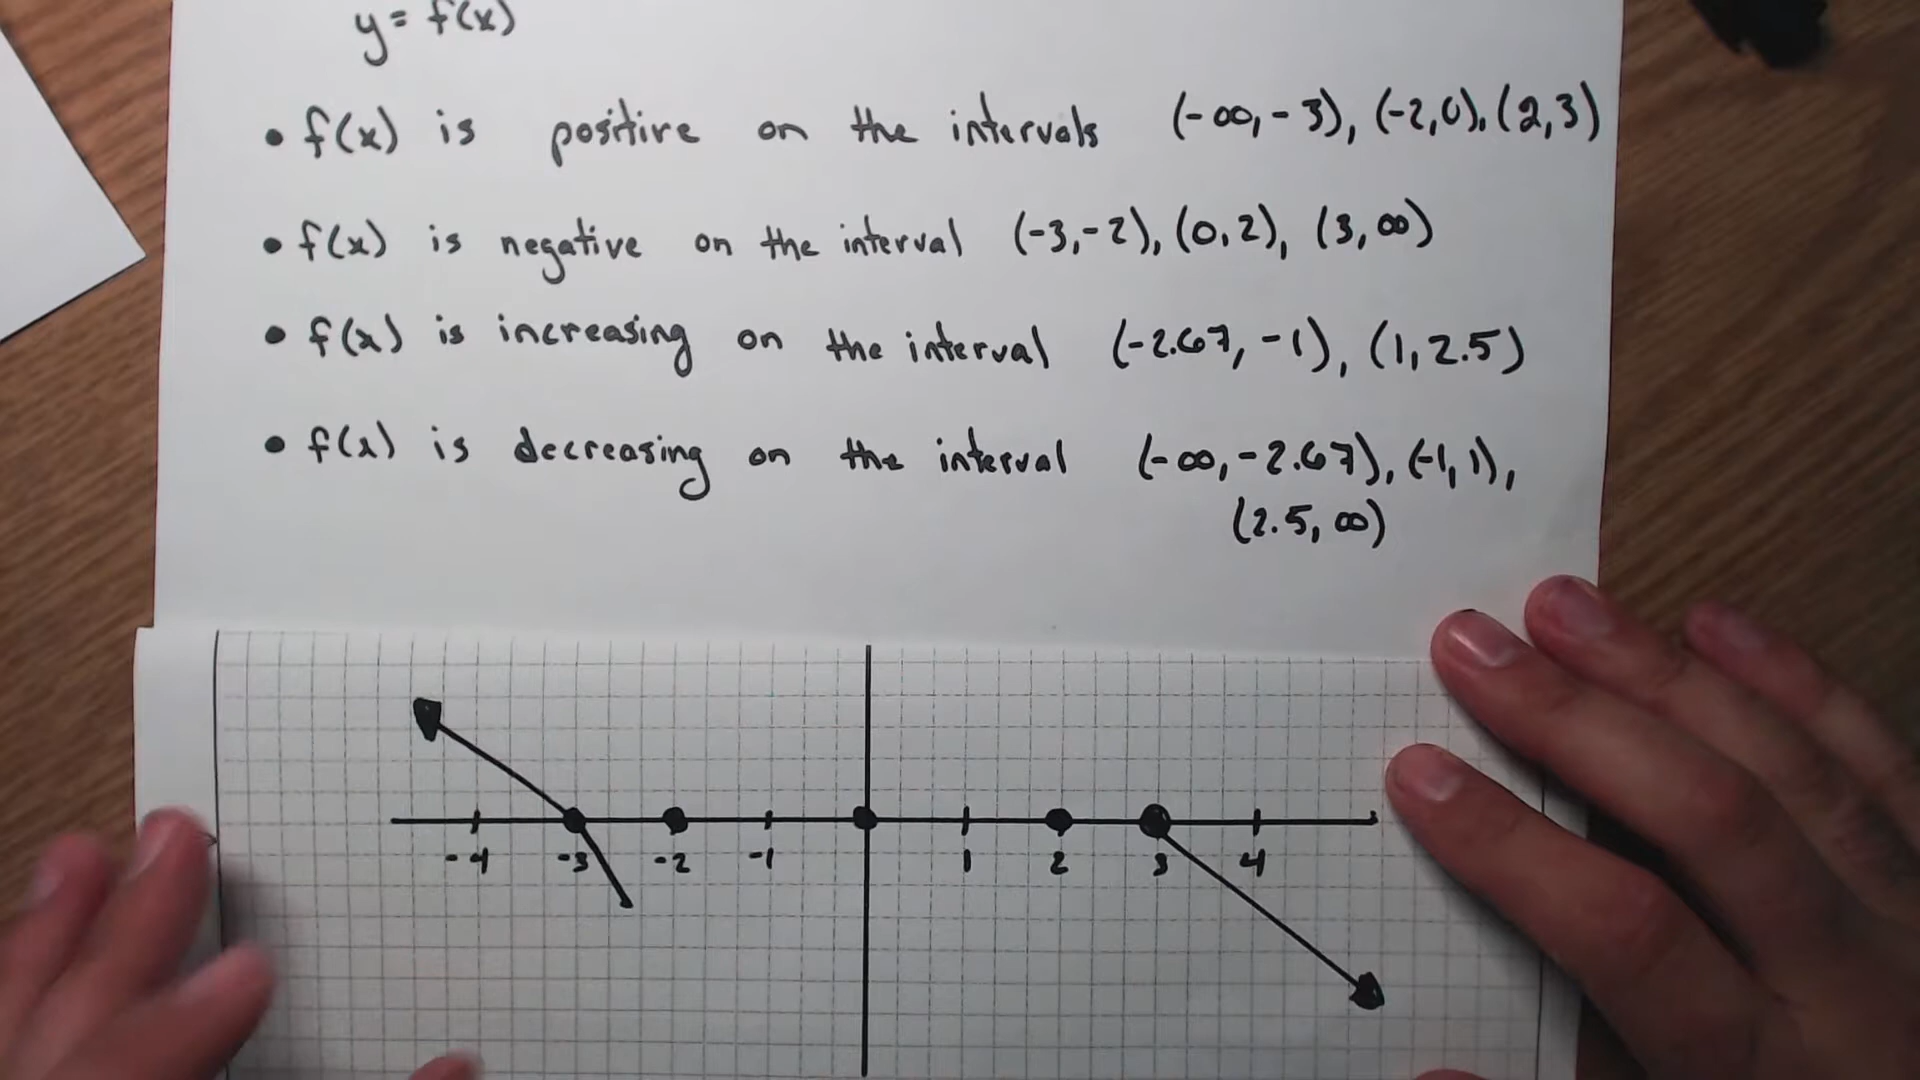 y = f(x)
• f(x) is positive on the intervals (-∞, -3), (-2,0), (2,3)
• f(x) is negative on the interval (-3,-2), (0,2), (3,∞)
• f(x) is increasing on the interval (-2.67, -1), (1, 2.5)
• f(x) is decreasing on the interval (-∞, -2.67), (-1, 1),
(2.5, ∞)
-4 -3 -2 -1 1 2 3 4